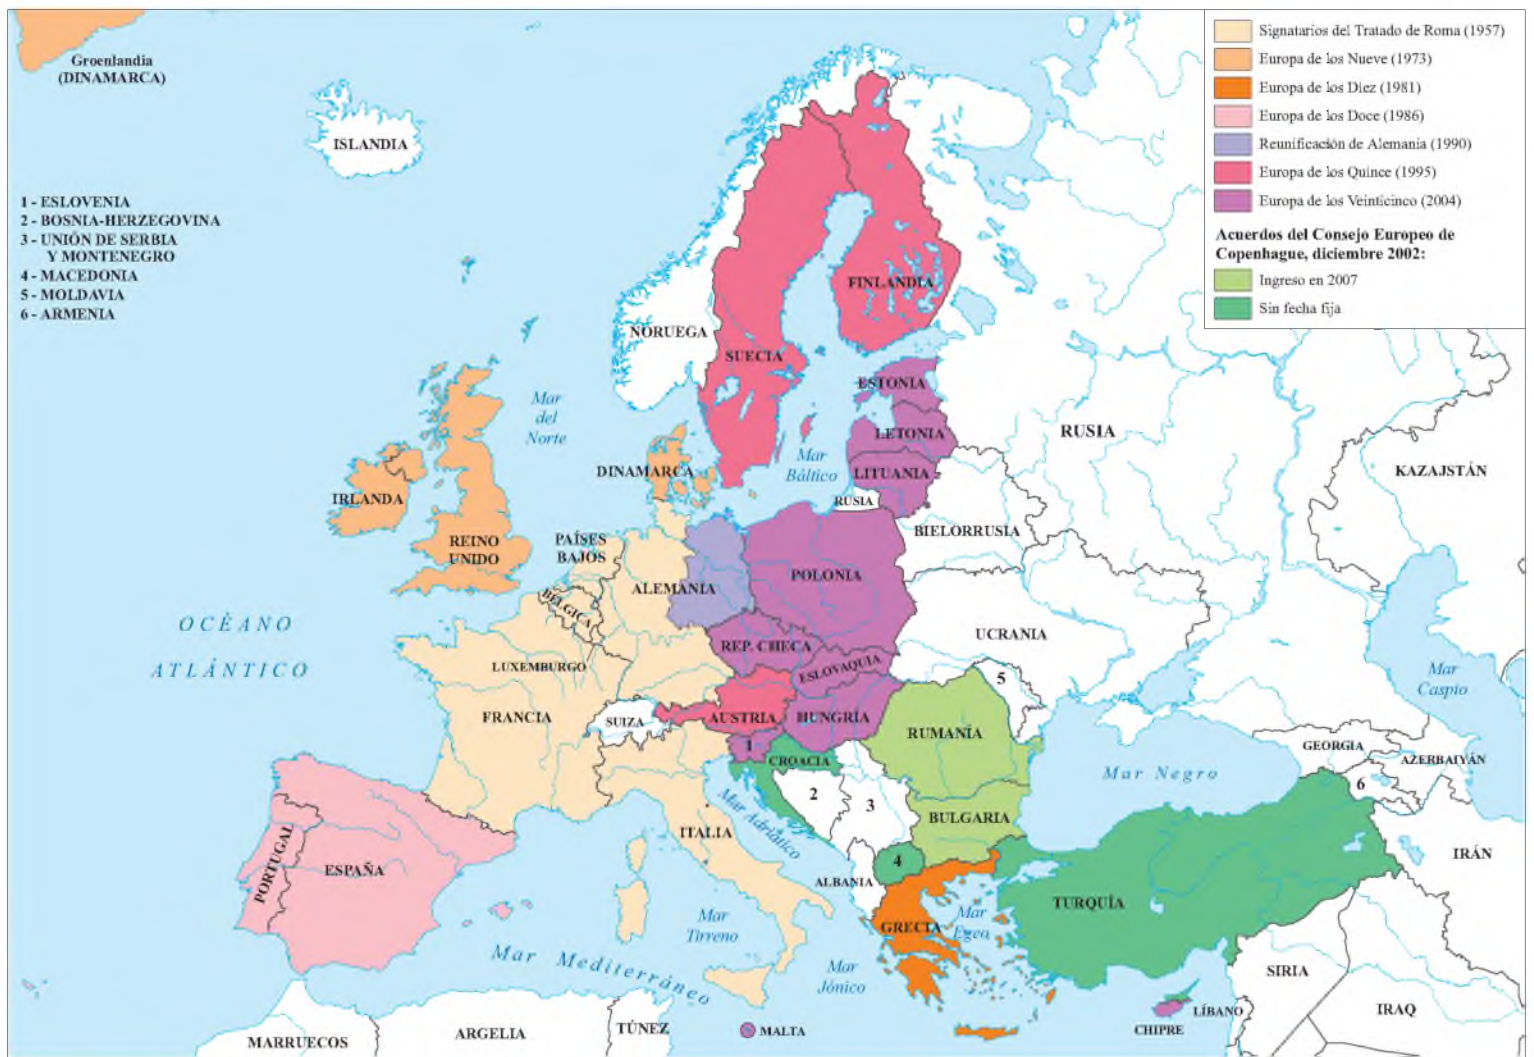 Groenlandia
(DINAMARCA)
ISLANDIA
1 - ESLOVENIA
2 - BOSNIA-HERZEGOVINA
3 - UNIÓN DE SERBIA
Y MONTENEGRO
4 - MACEDONIA
5 - MOLDAVIA
6 - ARMENIA
Signatarios del Tratado de Roma (1957)
Europa de los Nueve (1973)
Europa de los Diez (1981)
Europa de los Doce (1986)
Reunificación de Alemania (1990)
Europa de los Quince (1995)
Europa de los Veinticinco (2004)
Acuerdos del Consejo Europeo de
Copenhague, diciembre 2002:
Ingreso en 2007
Sin fecha fija
NORUEGA
SUECIA
FINLANDIA
ESTONIA
LETONIA
LITUANIA
RUSIA
RUSIA
KAZAJSTÁN
Mar
del
Norte
Mar
Báltico
DINAMARCA
IRLANDA
REINO
UNIDO
PAÍSES
BAJOS
BÉLGICA
LUXEMBURGO
ALEMANIA
POLONIA
BIELORRUSIA
UCRANIA
REP. CHECA
ESLOVAQUIA
OCÉANO
ATLÁNTICO
FRANCIA
SUIZA
AUSTRIA
HUNGRÍA
1
CROACIA
2
3
RUMANÍA
5
BULGARIA
4
Mar
Caspio
Mar Negro
GEORGIA
AZERBAIYÁN
6
IRÁN
PORTUGAL
ESPAÑA
ITALIA
Mar Adriático
ALBANIA
GRECIA
Mar
Egeo
TURQUÍA
Mar
Tirreno
Mar
Jónico
Mar Mediterráneo
SIRIA
IRAQ
LÍBANO
CHIPRE
MALTA
MARRUECOS
ARGELIA
TÚNEZ